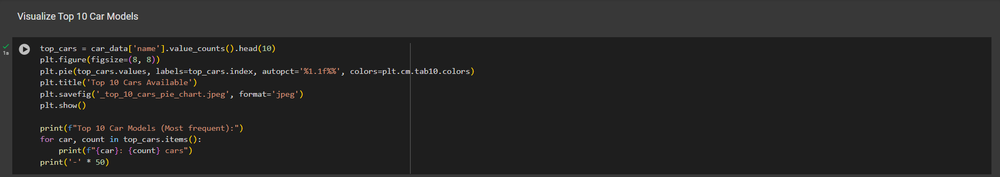 Visualize Top 10 Car Models
1s
top_cars = car_data['name'].value_counts().head(10)
plt.figure(figsize=(8, 8))
plt.pie(top_cars.values, labels=top_cars.index, autopct='%1.1f%%', colors=plt.cm.tab10.colors)
plt.title('Top 10 Cars Available')
plt.savefig('_top_10_cars_pie_chart.jpeg', format='jpeg')
plt.show()

print(f"Top 10 Car Models (Most frequent):")
for car, count in top_cars.items():
    print(f"{car}: {count} cars")
print('-' * 50)